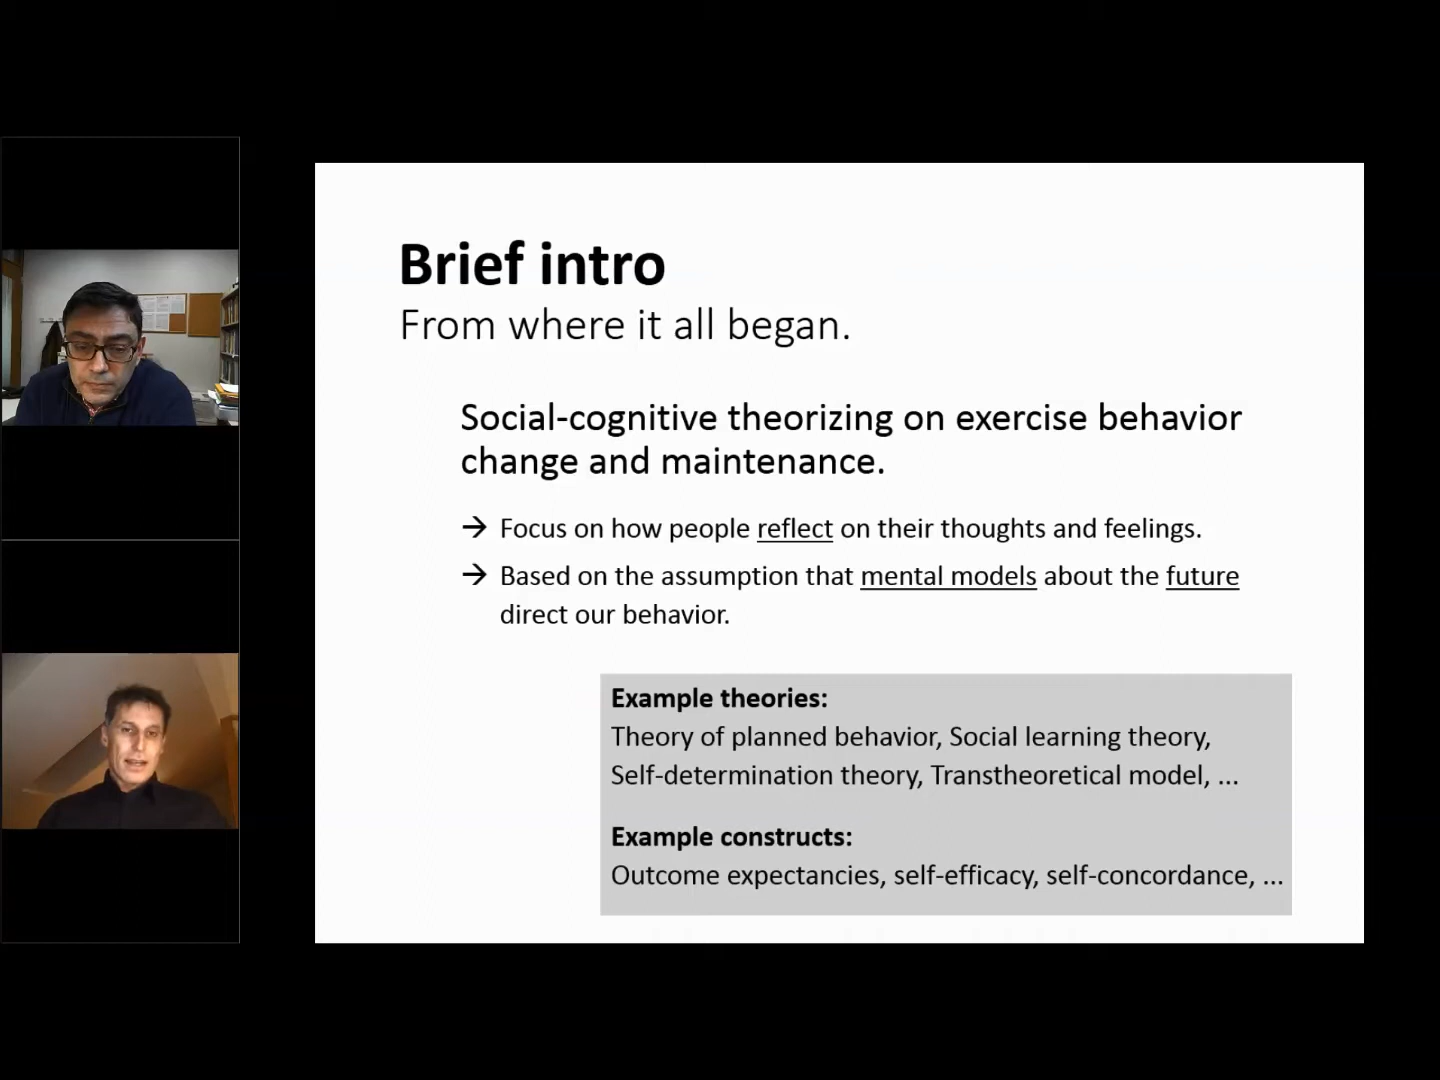 Brief intro
From where it all began.
Social-cognitive theorizing on exercise behavior
change and maintenance.
→ Focus on how people reflect on their thoughts and feelings.
→ Based on the assumption that mental models about the future
direct our behavior.
Example theories:
Theory of planned behavior, Social learning theory,
Self-determination theory, Transtheoretical model, ...
Example constructs:
Outcome expectancies, self-efficacy, self-concordance, ...